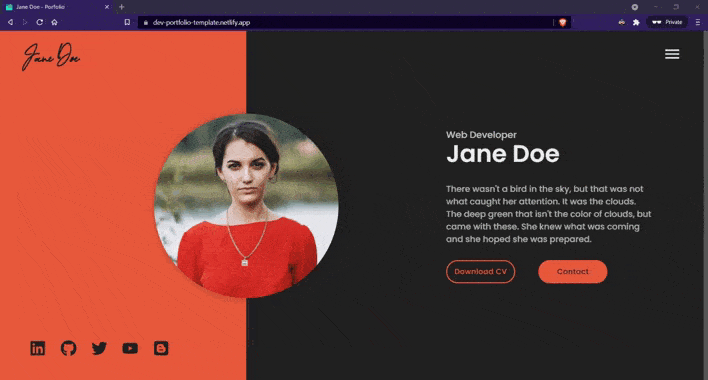 Jane Doe - Porfolio
dev-portfolio-template.netlify.app
Private
Jane Doe
Web Developer
Jane Doe
There wasn't a bird in the sky, but that was not
what caught her attention. It was the clouds.
The deep green that isn't the color of clouds, but
came with these. She knew what was coming
and she hoped she was prepared.
Download CV
Contact